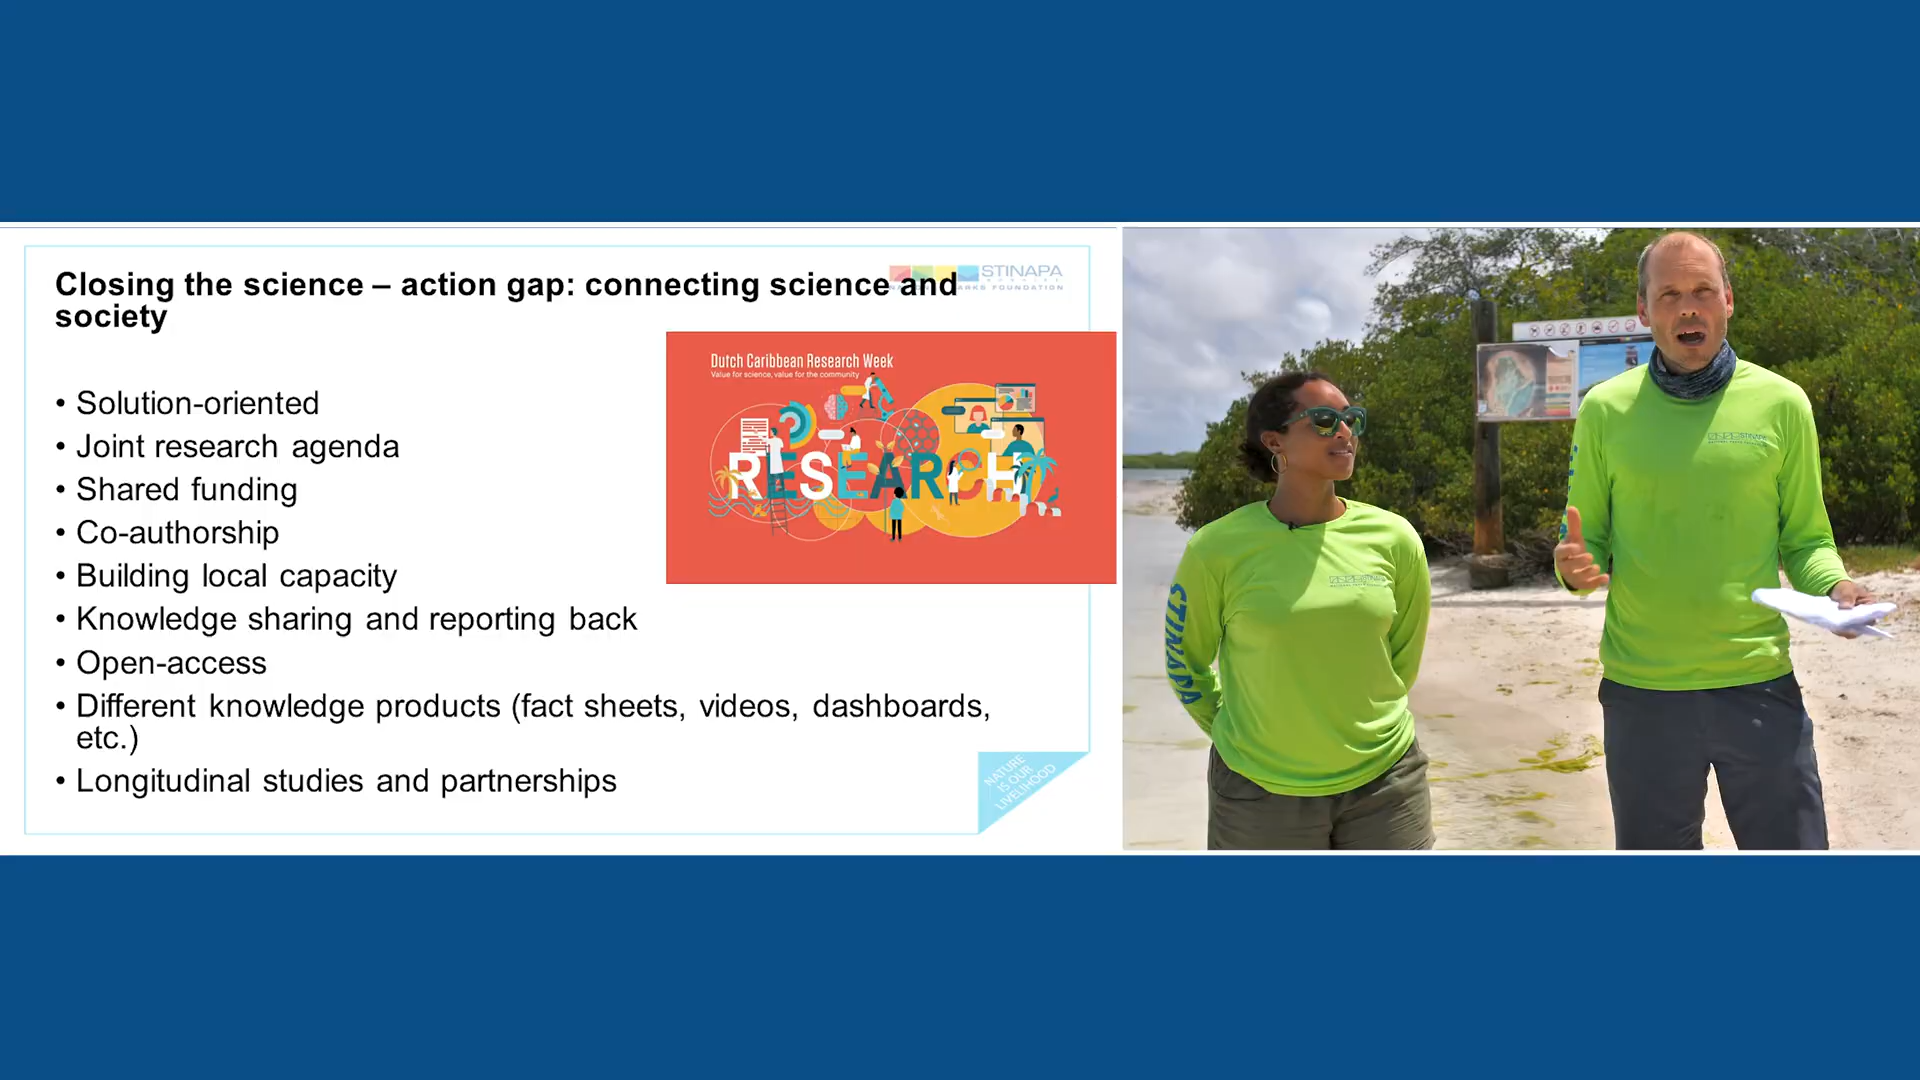 Closing the science – action gap: connecting science and
society
STINAPA
PARKS FOUNDATION
Dutch Caribbean Research Week
Value for science, value for the community
RESEARCH
• Solution-oriented
• Joint research agenda
• Shared funding
• Co-authorship
• Building local capacity
• Knowledge sharing and reporting back
• Open-access
• Different knowledge products (fact sheets, videos, dashboards,
etc.)
• Longitudinal studies and partnerships
NATURE
IS OUR
LIVELIHOOD
STINAPA
STINAPA